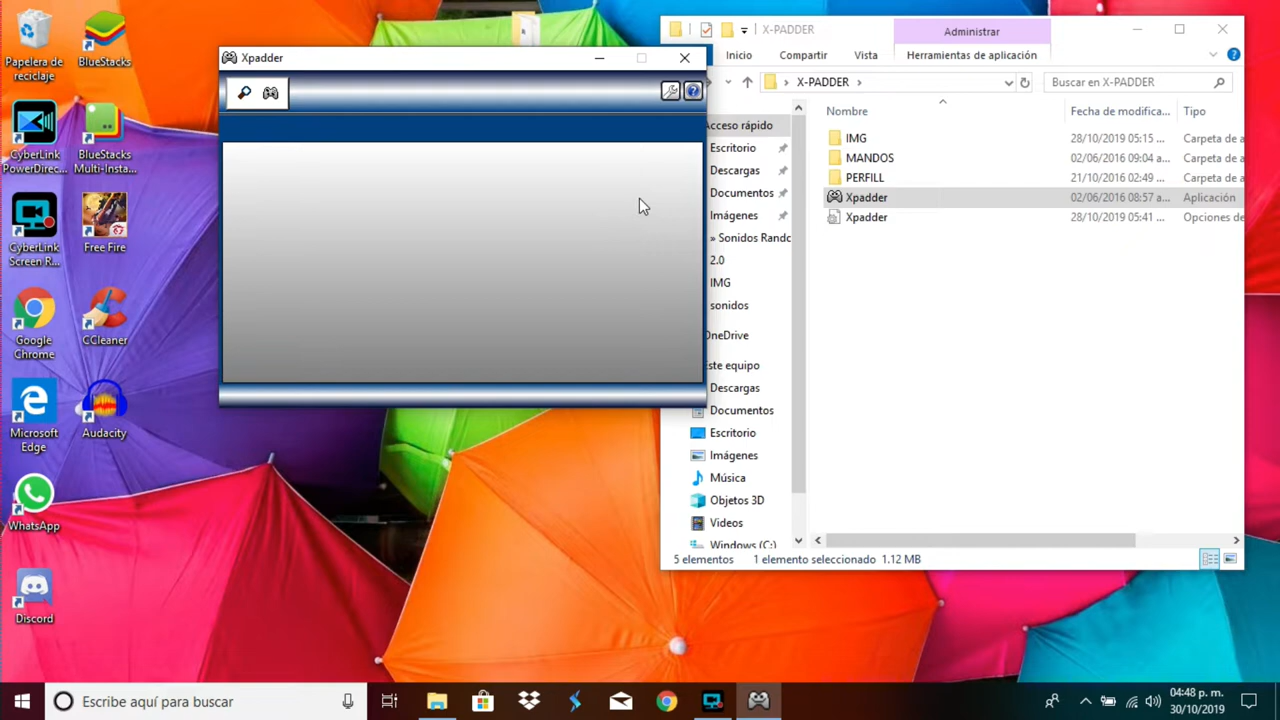 Papelera de
reciclaje
BlueStacks
CyberLink
PowerDirec...
BlueStacks
Multi-Insta...
CyberLink
Screen R...
Free Fire
Google
Chrome
CCleaner
Microsoft
Edge
Audacity
WhatsApp
Discord
Xpadder
X-PADDER
Administrar
Inicio
Compartir
Vista
Herramientas de aplicación
X-PADDER
Buscar en X-PADDER
Acceso rápido
Escritorio
Descargas
Documentos
Imágenes
» Sonidos Rando
2.0
IMG
sonidos
OneDrive
Este equipo
Descargas
Documentos
Escritorio
Imágenes
Música
Objetos 3D
Videos
Windows (C:)
Nombre
Fecha de modifica...
Tipo
IMG
28/10/2019 05:15 ...
Carpeta de a
MANDOS
02/06/2016 09:04 a...
Carpeta de a
PERFILL
21/10/2016 02:49 ...
Carpeta de a
Xpadder
02/06/2016 08:57 a...
Aplicación
Xpadder
28/10/2019 05:41 ...
Opciones de
5 elementos
1 elemento seleccionado 1.12 MB
Escribe aquí para buscar
04:48 p. m.
30/10/2019